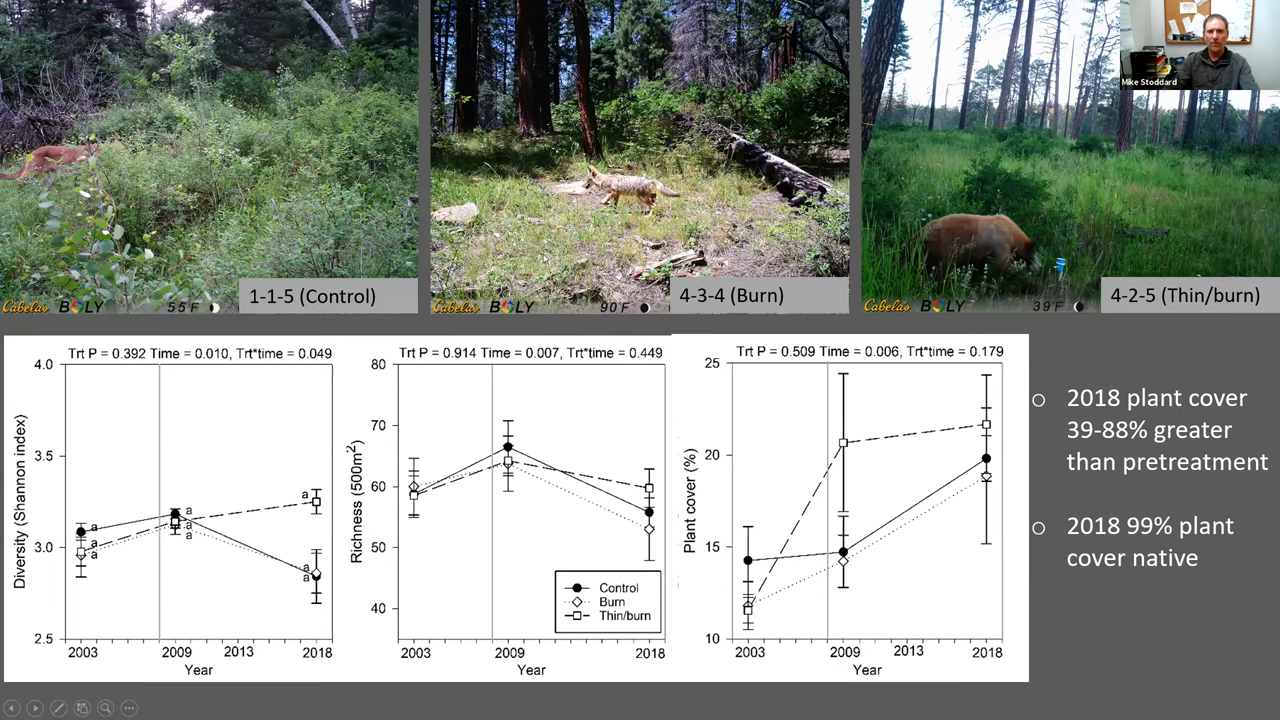 Mike Stoddard
Cabela's BOLY 55F
1-1-5 (Control)
Cabela's BOLY 90F
4-3-4 (Burn)
Cabela's BOLY 39F
4-2-5 (Thin/burn)
Trt P = 0.392 Time = 0.010, Trt*time = 0.049
4.0
3.5
3.0
2.5
Diversity (Shannon index)
a
a
a
a
a
a
a
a
a
2003
2009
2013
2018
Year
Trt P = 0.914 Time = 0.007, Trt*time = 0.449
80
70
60
50
40
Richness (500m²)
Control
Burn
Thin/burn
2003
2009
2018
Year
Trt P = 0.509 Time = 0.006, Trt*time = 0.179
25
20
15
10
Plant cover (%)
2003
2009
2013
2018
Year
2018 plant cover
39-88% greater
than pretreatment
2018 99% plant
cover native